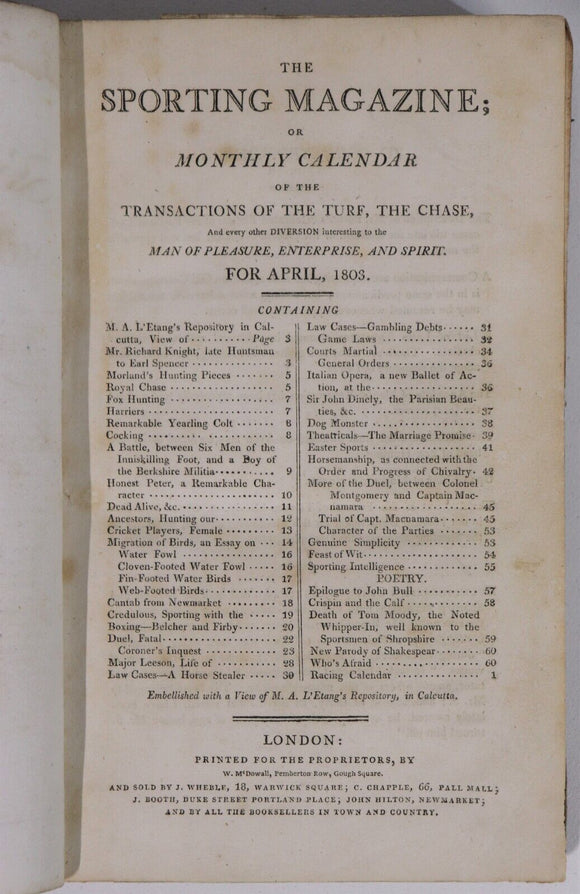 THE
SPORTING MAGAZINE;
OR
MONTHLY CALENDAR
OF THE
TRANSACTIONS OF THE TURF, THE CHASE,
And every other DIVERSION interesting to the
MAN OF PLEASURE, ENTERPRISE, AND SPIRIT.
FOR APRIL, 1803.
CONTAINING
M. A. L'Etang's Repository in Cal-
cutta, View of ·········· Page 3
Mr. Richard Knight, late Huntsman
to Earl Spencer ············ 3
Morland's Hunting Pieces ······· 5
Royal Chase ················ 5
Fox Hunting ················ 7
Harriers ··················· 7
Remarkable Yearling Colt ······· 8
Cocking ··················· 8
A Battle, between Six Men of the
Inniskilling Foot, and a Boy of
the Berkshire Militia··········· 9
Honest Peter, a Remarkable Cha-
racter ···················· 10
Dead Alive, &c. ·············· 11
Ancestors, Hunting our·········· 12
Cricket Players, Female ········· 13
Migration of Birds, an Essay on ··· 14
Water Fowl ················ 16
Cloven-Footed Water Fowl ····· 16
Fin-Footed Water Birds ······· 17
Web-Footed Birds············ 17
Cantab from Newmarket ········ 18
Credulous, Sporting with the ····· 19
Boxing—Belcher and Firby········ 20
Duel, Fatal·················· 22
Coroner's Inquest ············ 23
Major Leeson, Life of ·········· 28
Law Cases—A Horse Stealer ····· 30
Law Cases—Gambling Debts······ 31
Game Laws ················ 32
Courts Martial ··············· 34
General Orders ············· 36
Italian Opera, a new Ballet of Ac-
tion, at the················· 36
Sir John Dinely, the Parisian Beau-
ties, &c. ·················· 37
Dog Monster ················ 38
Theatricals—The Marriage Promise· 39
Easter Sports ················ 41
Horsemanship, as connected with the
Order and Progress of Chivalry· 42
More of the Duel, between Colonel
Montgomery and Captain Mac-
namara ··················· 45
Trial of Capt. Macnamara····· 45
Character of the Parties ······ 53
Genuine Simplicity ············ 53
Feast of Wit················· 54
Sporting Intelligence ··········· 55
POETRY.
Epilogue to John Bull ·········· 57
Crispin and the Calf ··········· 58
Death of Tom Moody, the Noted
Whipper-In, well known to the
Sportsmen of Shropshire ······ 59
New Parody of Shakespear········ 60
Who's Afraid ················ 60
Racing Calendar ·············· 1
Embellished with a View of M. A. L'Etang's Repository, in Calcutta.
LONDON:
PRINTED FOR THE PROPRIETORS, BY
W. McDowall, Pemberton Row, Gough Square.
AND SOLD BY J. WHEBLE, 18, WARWICK SQUARE; C. CHAPPLE, 66, PALL MALL;
J. BOOTH, DUKE STREET PORTLAND PLACE; JOHN HILTON, NEWMARKET;
AND BY ALL THE BOOKSELLERS IN TOWN AND COUNTRY.